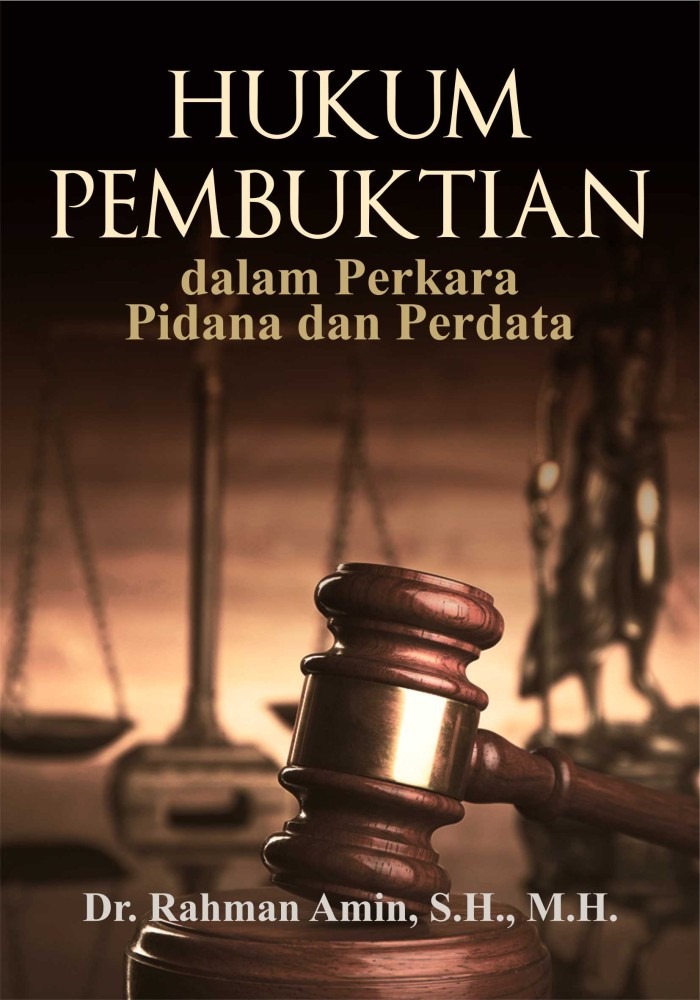 HUKUM
PEMBUKTIAN
dalam Perkara
Pidana dan Perdata
Dr. Rahman Amin, S.H., M.H.